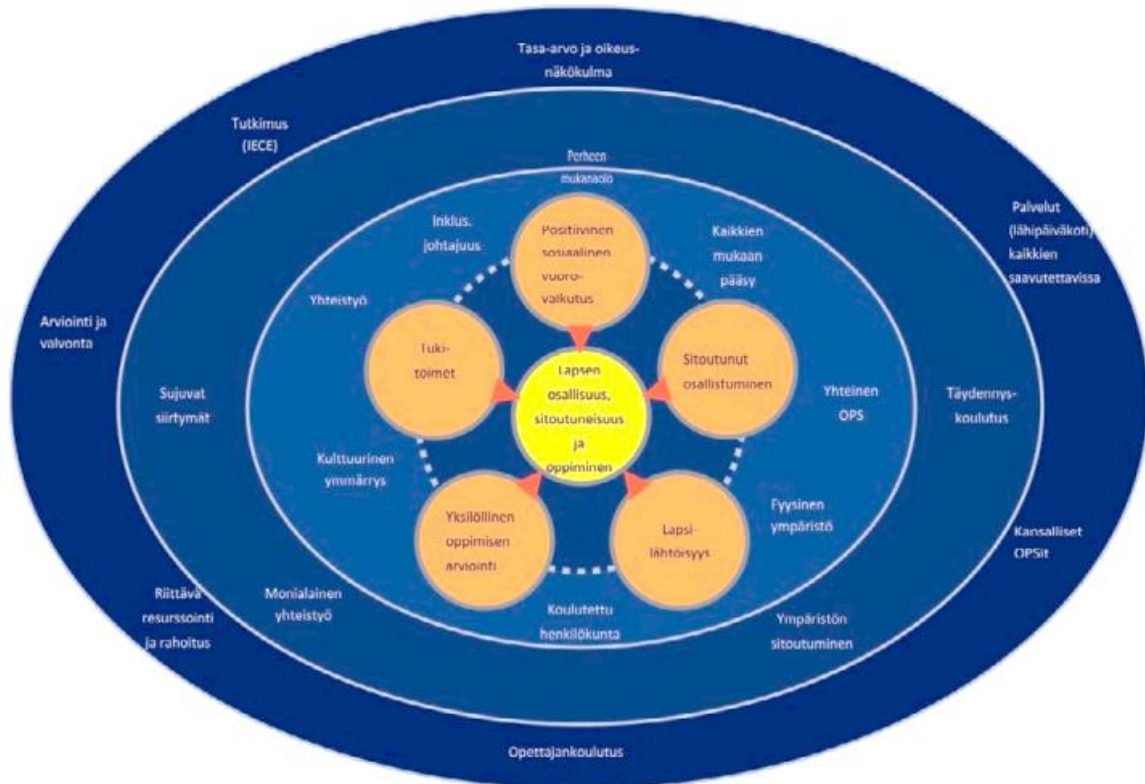 Tasa-arvo ja oikeus-
näkökulma
Tutkimus
(IECE)
Perheen
mukanaolo
Palvelut
(lähipäiväkoti)
kaikkien
saavutettavissa
Inklus.
johtajuus
Positiivinen
sosiaalinen
vuoro-
vaikutus
Kaikkien
mukaan
pääsy
Yhteistyö
Arviointi ja
valvonta
Tuki-
toimet
Sitoutunut
osallistuminen
Lapsen
osallisuus,
sitoutuneisuus
ja
oppiminen
Sujuvat
siirtymät
Yhteinen
OPS
Täydennys-
koulutus
Kulttuurinen
ymmärrys
Fyysinen
ympäristö
Yksilöllinen
oppimisen
arviointi
Lapsi-
lähtöisyys
Kansalliset
OPSit
Riittävä
resurssointi
ja rahoitus
Monialainen
yhteistyö
Koulutettu
henkilökunta
Ympäristön
sitoutuminen
Opettajankoulutus